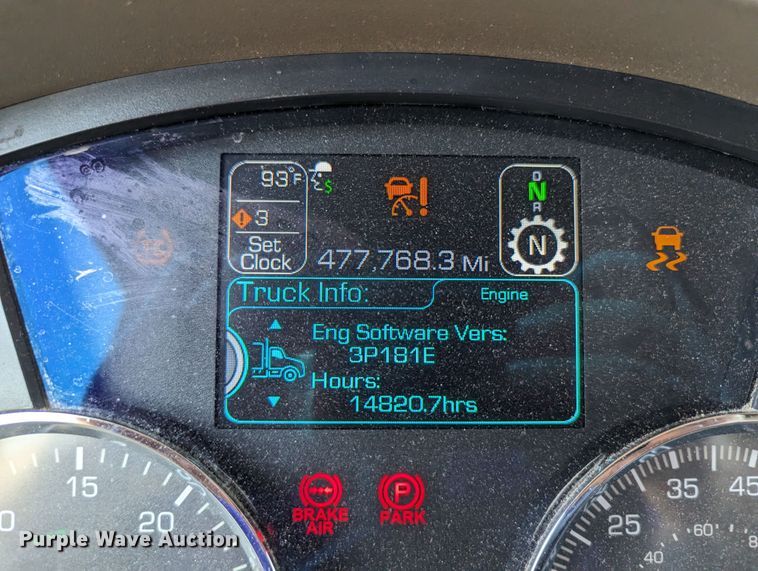 93°F
D
N
R
3
Set
Clock
477,768.3 Mi
N
Truck Info:
Engine
Eng Software Vers:
3P181E
Hours:
14820.7hrs
BRAKE
AIR
P
PARK
15
20
25
35
45
40
60
Purple Wave Auction